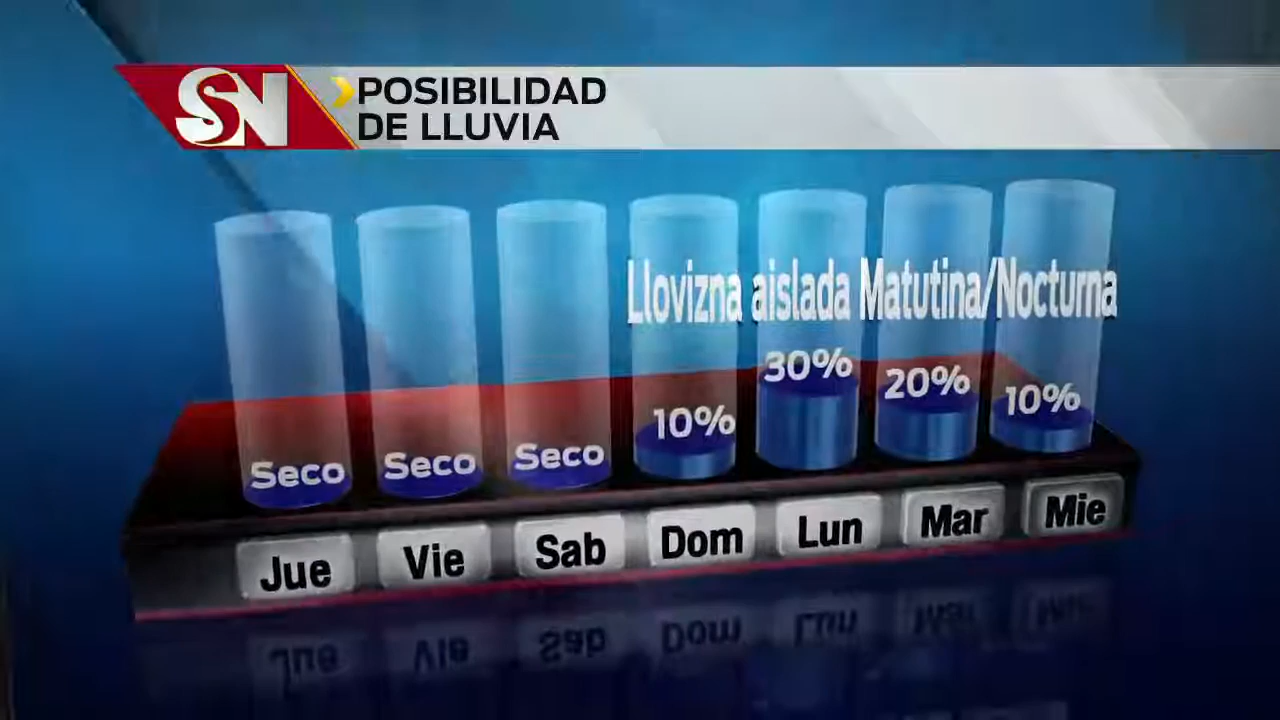 SN
POSIBILIDAD
DE LLUVIA
Llovizna aislada Matutina/Nocturna
Seco Seco Seco 10% 30% 20% 10%
Jue Vie Sab Dom Lun Mar Mie